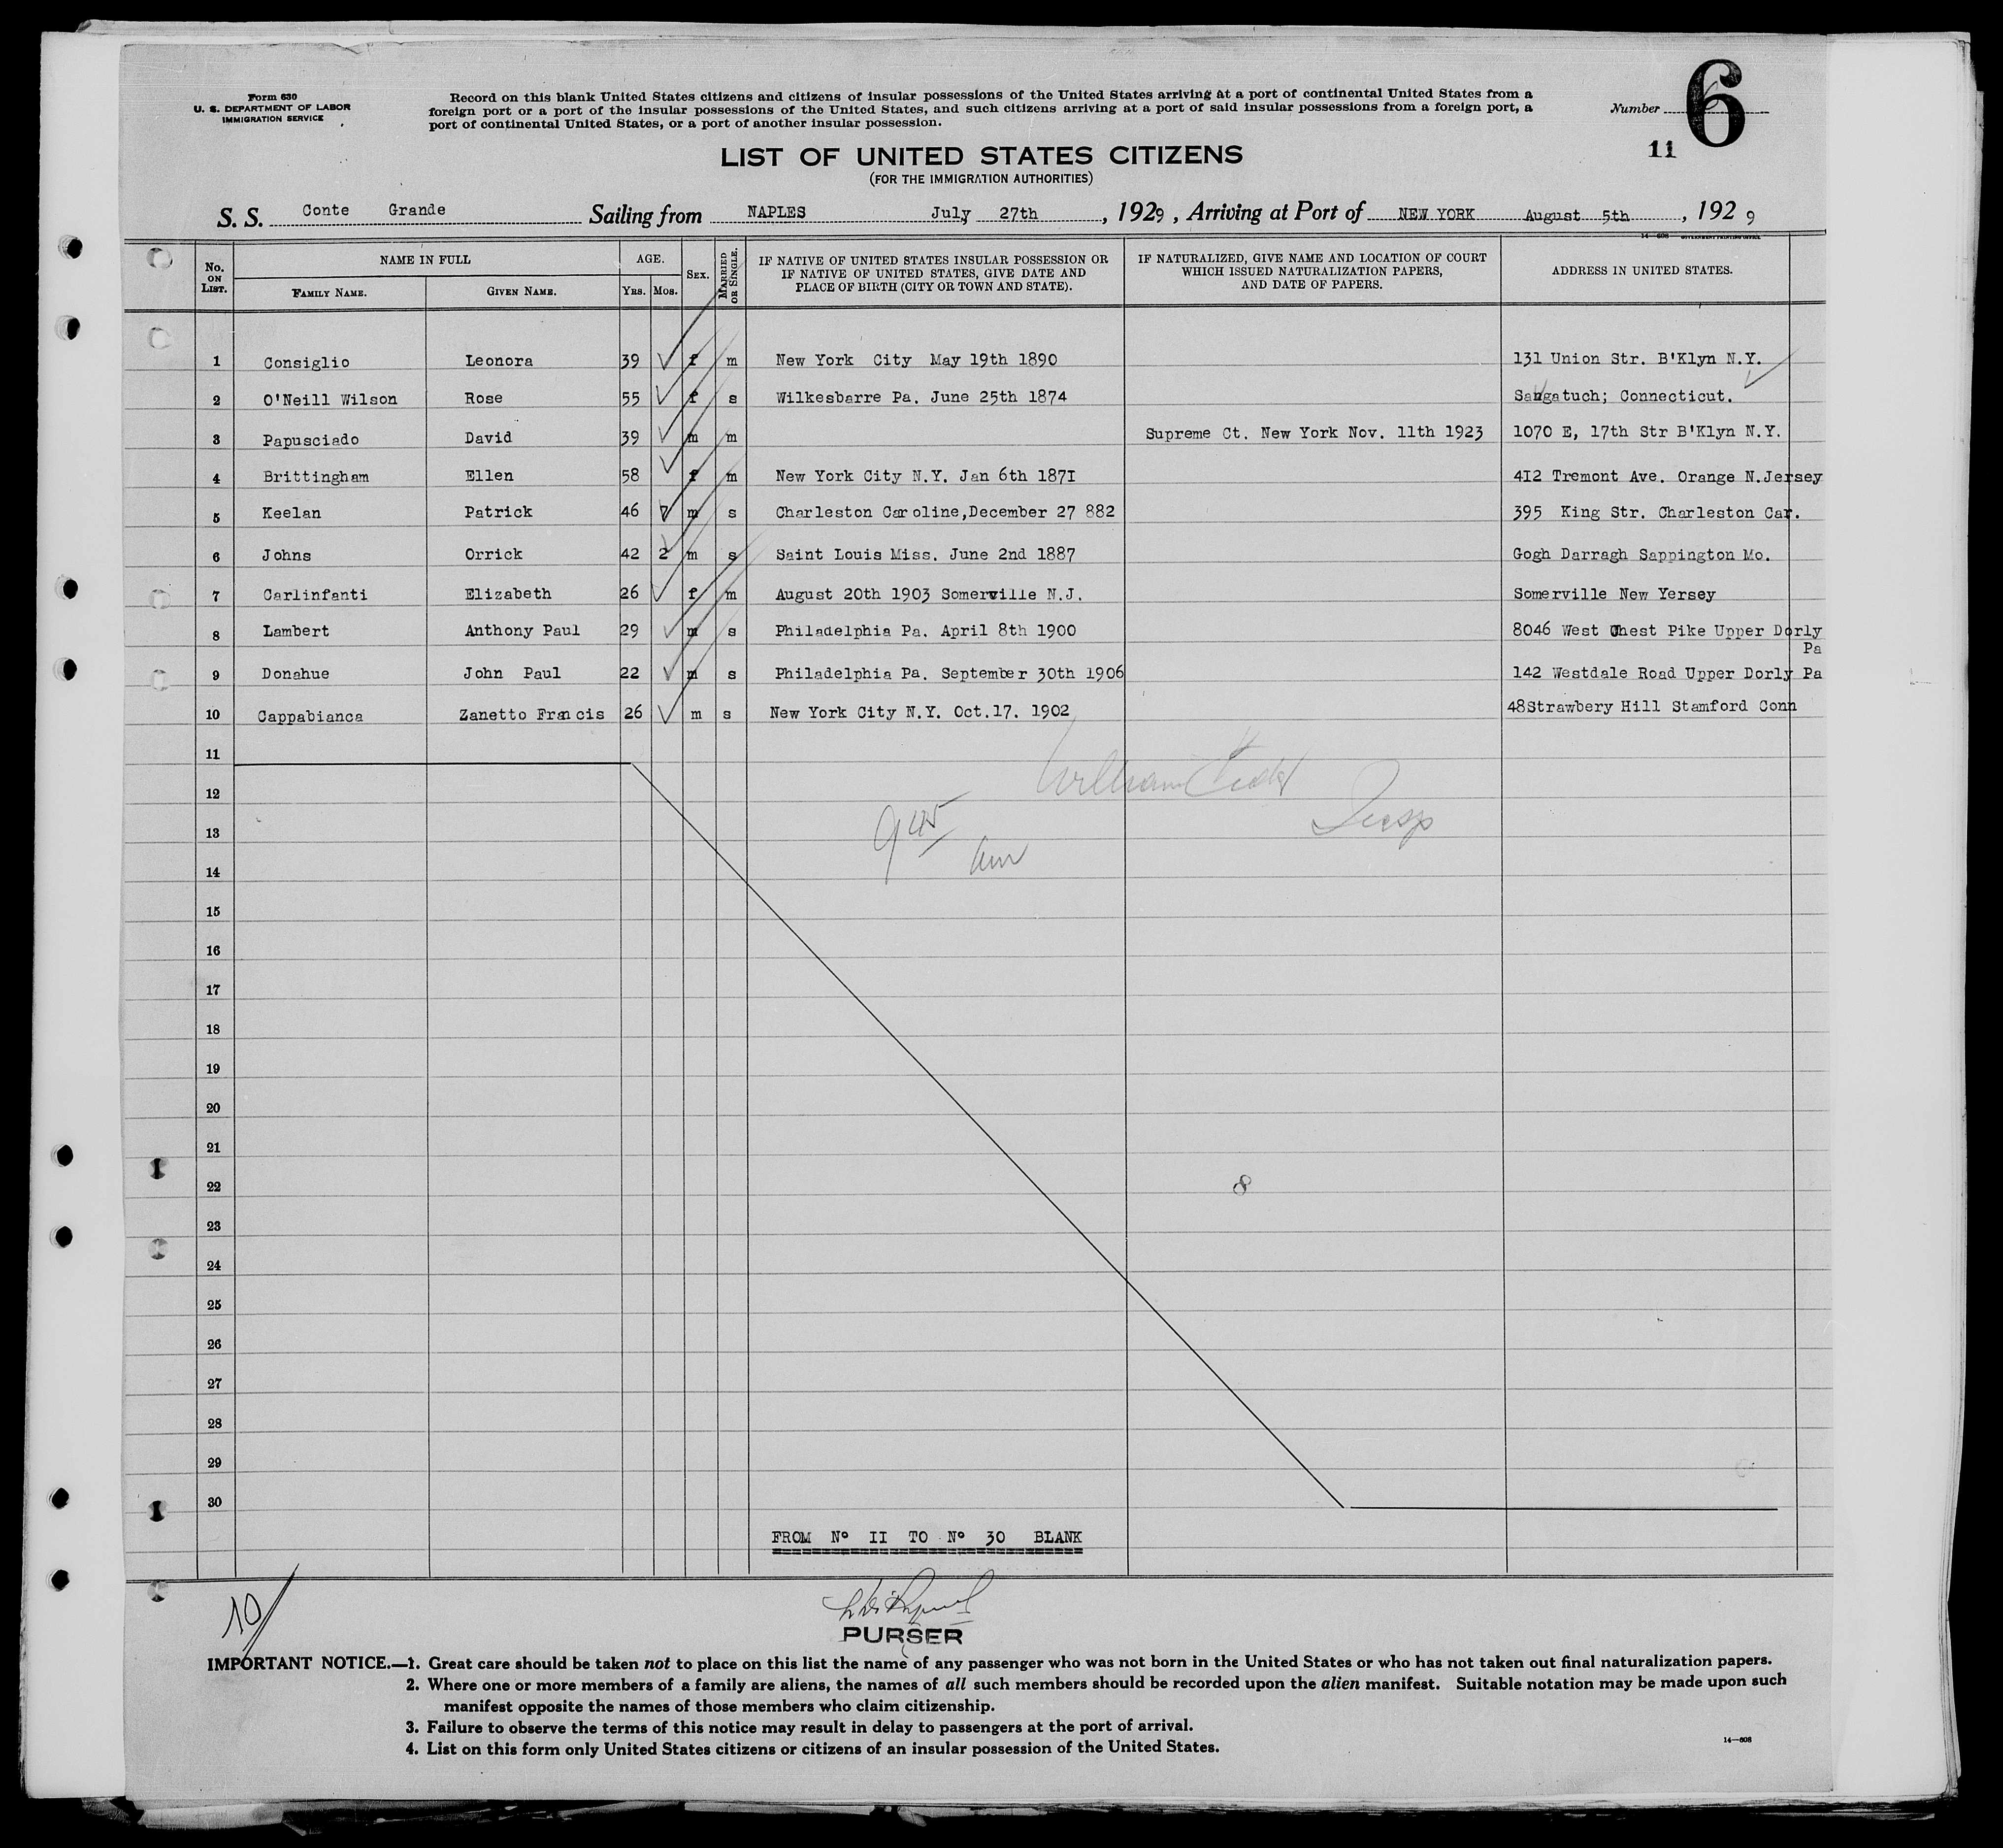 Form 630
U. S. DEPARTMENT OF LABOR
IMMIGRATION SERVICE
Record on this blank United States citizens and citizens of insular possessions of the United States arriving at a port of continental United States from a
foreign port or a port of the insular possessions of the United States, and such citizens arriving at a port of said insular possessions from a foreign port, a
port of continental United States, or a port of another insular possession.
Number 6
11
LIST OF UNITED STATES CITIZENS
(FOR THE IMMIGRATION AUTHORITIES)
S. S. Conte Grande Sailing from NAPLES July 27th, 1929, Arriving at Port of NEW YORK August 5th, 1929
14—608 GOVERNMENT PRINTING OFFICE
No. ON LIST. NAME IN FULL AGE. SEX. MARRIED OR SINGLE. IF NATIVE OF UNITED STATES INSULAR POSSESSION OR IF NATIVE OF UNITED STATES, GIVE DATE AND PLACE OF BIRTH (CITY OR TOWN AND STATE). IF NATURALIZED, GIVE NAME AND LOCATION OF COURT WHICH ISSUED NATURALIZATION PAPERS, AND DATE OF PAPERS. ADDRESS IN UNITED STATES.
FAMILY NAME. GIVEN NAME. YRS. MOS.
1 Consiglio Leonora 39 f m New York City May 19th 1890 131 Union Str. B'Klyn N.Y.
2 O'Neill Wilson Rose 55 f s Wilkesbarre Pa. June 25th 1874 Saugatuch; Connecticut.
3 Papusciado David 39 m m Supreme Ct. New York Nov. 11th 1923 1070 E, 17th Str B'Klyn N.Y.
4 Brittingham Ellen 58 f m New York City N.Y. Jan 6th 187I 4I2 Tremont Ave. Orange N.Jersey
5 Keelan Patrick 46 7 m s Charleston Caroline,December 27 882 395 King Str. Charleston Car.
6 Johns Orrick 42 2 m s Saint Louis Miss. June 2nd 1887 Gogh Darragh Sappington Mo.
7 Carlinfanti Elizabeth 26 f m August 20th 1903 Somerville N.J. Somerville New Yersey
8 Lambert Anthony Paul 29 m s Philadelphia Pa. April 8th 1900 8046 West Chest Pike Upper Dorly
Pa
9 Donahue John Paul 22 m s Philadelphia Pa. September 30th 1906 142 Westdale Road Upper Dorly Pa
10 Cappabianca Zanetto Francis 26 m s New York City N.Y. Oct.17. 1902 48Strawbery Hill Stamford Conn
11
12 William
13 9 45 Insp
14 am
15
16
17
18
19
20
21
22 8
23
24
25
26
27
28
29
30
FROM Nº II TO Nº 30 BLANK
10
PURSER
IMPORTANT NOTICE.—1. Great care should be taken not to place on this list the name of any passenger who was not born in the United States or who has not taken out final naturalization papers.
2. Where one or more members of a family are aliens, the names of all such members should be recorded upon the alien manifest. Suitable notation may be made upon such
manifest opposite the names of those members who claim citizenship.
3. Failure to observe the terms of this notice may result in delay to passengers at the port of arrival.
4. List on this form only United States citizens or citizens of an insular possession of the United States.
14—608